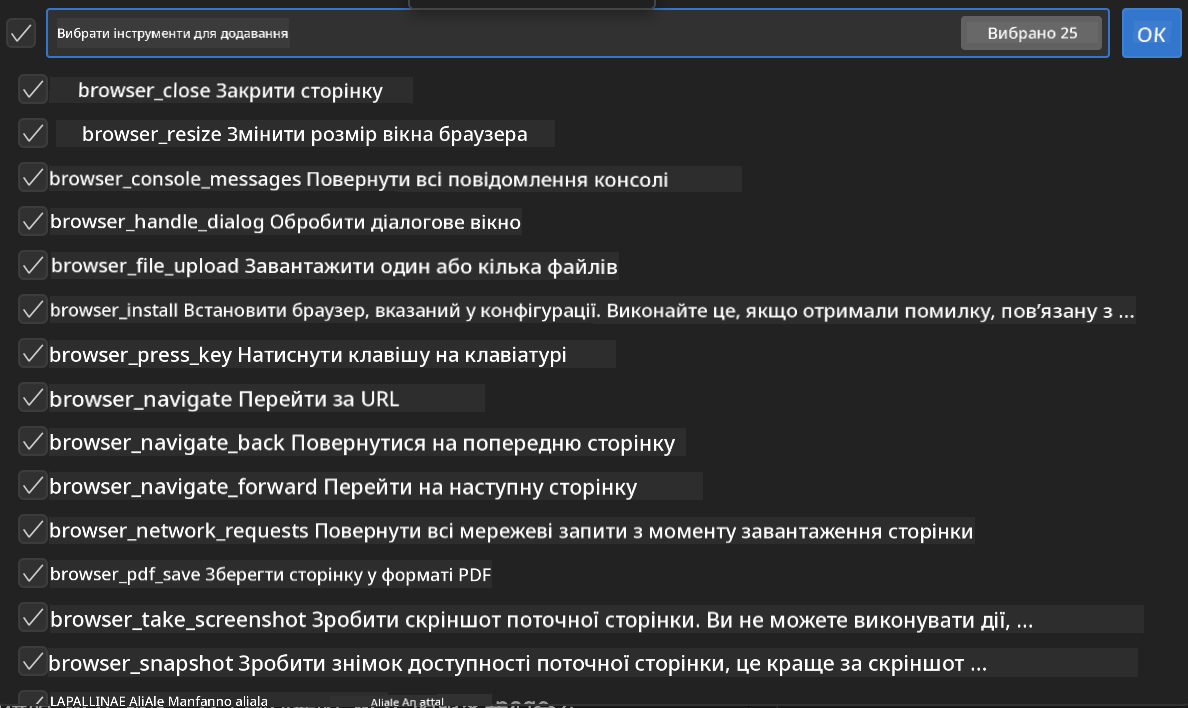 Вибрати інструменти для додавання
Вибрано 25
OK
browser_close Закрити сторінку
browser_resize Змінити розмір вікна браузера
browser_console_messages Повернути всі повідомлення консолі
browser_handle_dialog Обробити діалогове вікно
browser_file_upload Завантажити один або кілька файлів
browser_install Встановити браузер, вказаний у конфігурації. Виконайте це, якщо отримали помилку, пов’язану з ...
browser_press_key Натиснути клавішу на клавіатурі
browser_navigate Перейти за URL
browser_navigate_back Повернутися на попередню сторінку
browser_navigate_forward Перейти на наступну сторінку
browser_network_requests Повернути всі мережеві запити з моменту завантаження сторінки
browser_pdf_save Зберегти сторінку у форматі PDF
browser_take_screenshot Зробити скріншот поточної сторінки. Ви не можете виконувати дії, ...
browser_snapshot Зробити знімок доступності поточної сторінки, це краще за скріншот ...
LAPALLINAE AliAle Manfanno aliala